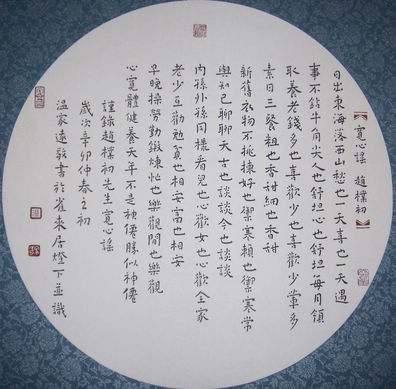 【寬心謠 趙樸初】
日出東海落西山愁也一天喜也一天遇
事不鉆牛角尖人也舒坦心也舒坦每月領
取養老錢多也喜歡少也喜歡少葷多
素日三餐粗也香甜細也香甜
新舊衣物不挑揀好也禦寒賴也禦寒常
與知己聊聊天古也談談今也談談
內孫外孫同樣看兒也心歡女也心歡全家
老少互勸勉貧也相安富也相安
早晚操勞勤鍛煉忙也樂觀閒也樂觀
心寬體健養天年不是神僊勝似神僊
謹錄趙樸初先生寬心謠
歲次辛卯仲春之初
溫家遠敬書於雀來居燈下並識